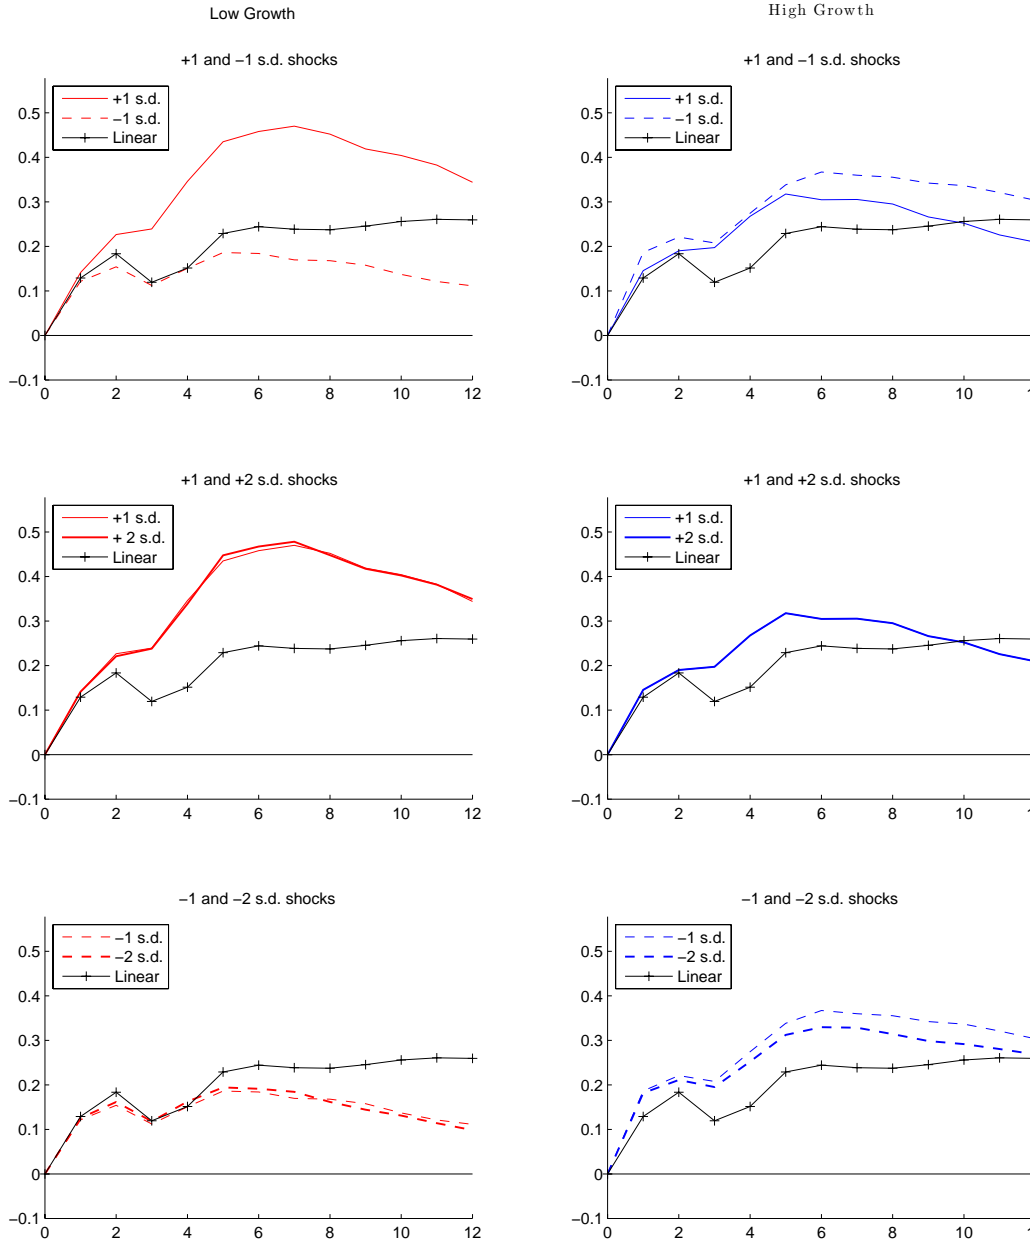 Low Growth
High Growth
+1 and −1 s.d. shocks
+1 s.d.
−1 s.d.
Linear
0.5
0.4
0.3
0.2
0.1
0
−0.1
0 2 4 6 8 10 12
+1 and −1 s.d. shocks
+1 s.d.
−1 s.d.
Linear
0.5
0.4
0.3
0.2
0.1
0
−0.1
0 2 4 6 8 10
+1 and +2 s.d. shocks
+1 s.d.
+ 2 s.d.
Linear
0.5
0.4
0.3
0.2
0.1
0
−0.1
0 2 4 6 8 10 12
+1 and +2 s.d. shocks
+1 s.d.
+2 s.d.
Linear
0.5
0.4
0.3
0.2
0.1
0
−0.1
0 2 4 6 8 10
−1 and −2 s.d. shocks
−1 s.d.
−2 s.d.
Linear
0.5
0.4
0.3
0.2
0.1
0
−0.1
0 2 4 6 8 10 12
−1 and −2 s.d. shocks
−1 s.d.
−2 s.d.
Linear
0.5
0.4
0.3
0.2
0.1
0
−0.1
0 2 4 6 8 10